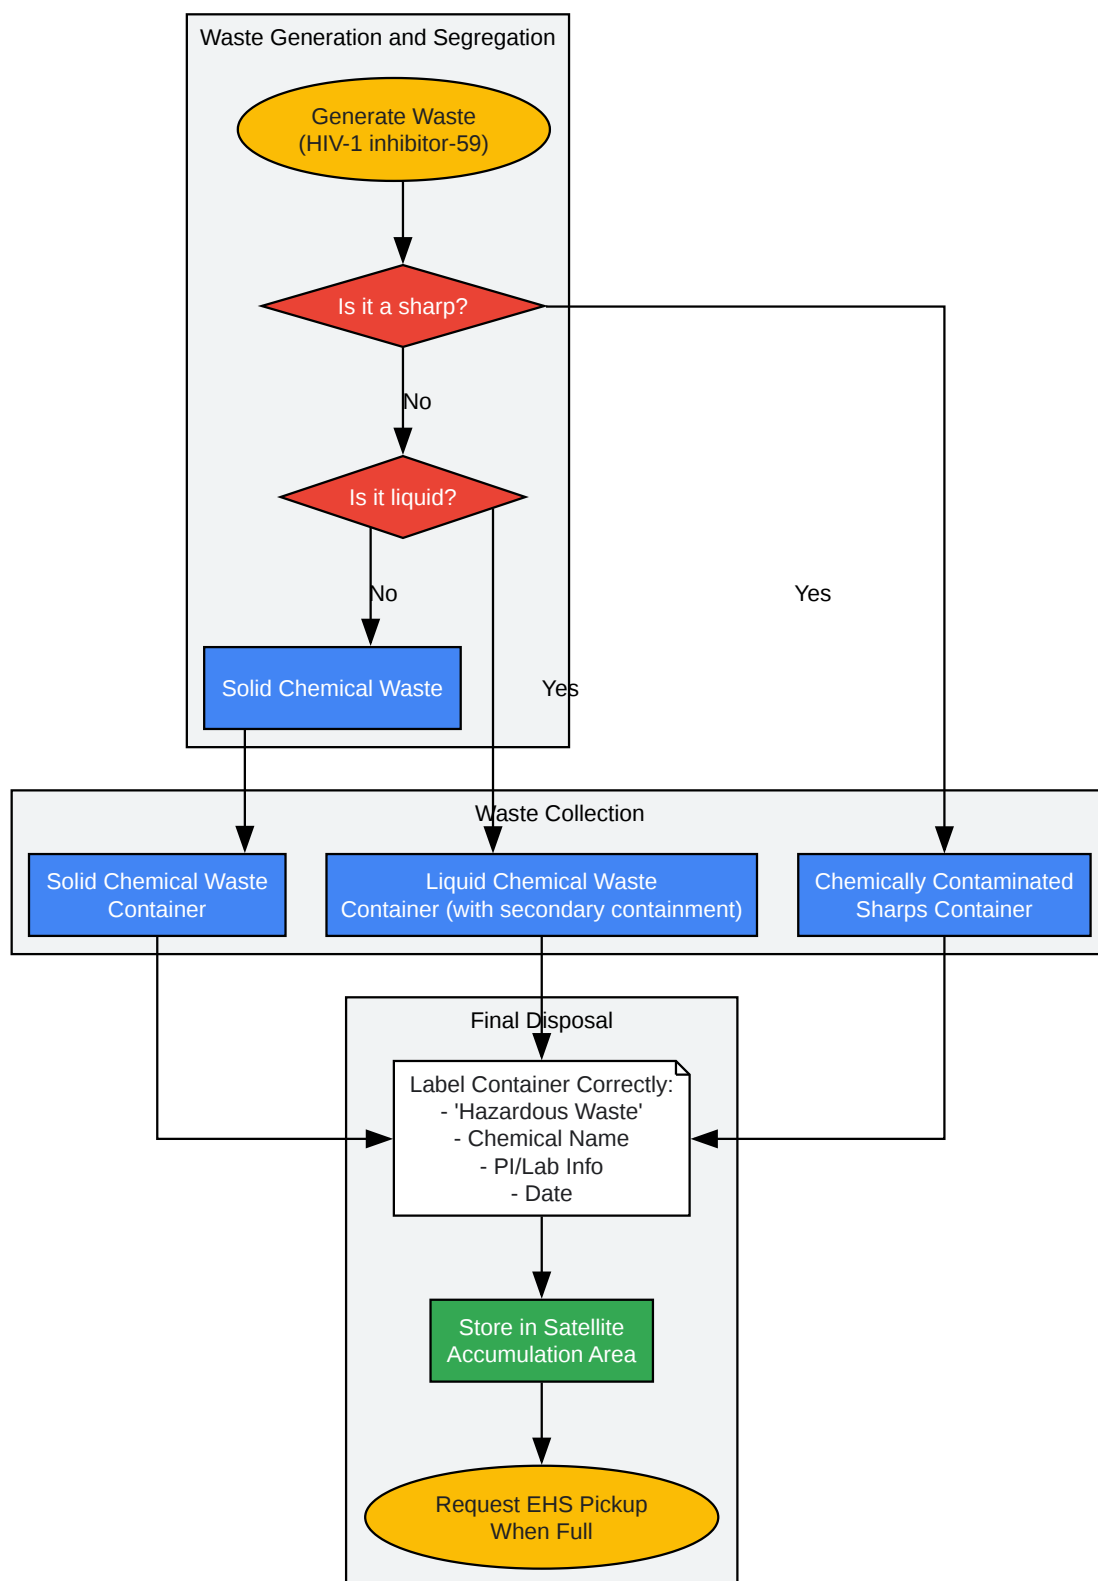 Waste Generation and Segregation
Generate Waste
(HIV-1 inhibitor-59)
Is it a sharp?
No
Is it liquid?
No
Yes
Solid Chemical Waste
Yes
Waste Collection
Solid Chemical Waste
Container
Liquid Chemical Waste
Container (with secondary containment)
Chemically Contaminated
Sharps Container
Final Disposal
Label Container Correctly:
- 'Hazardous Waste'
- Chemical Name
- PI/Lab Info
- Date
Store in Satellite
Accumulation Area
Request EHS Pickup
When Full